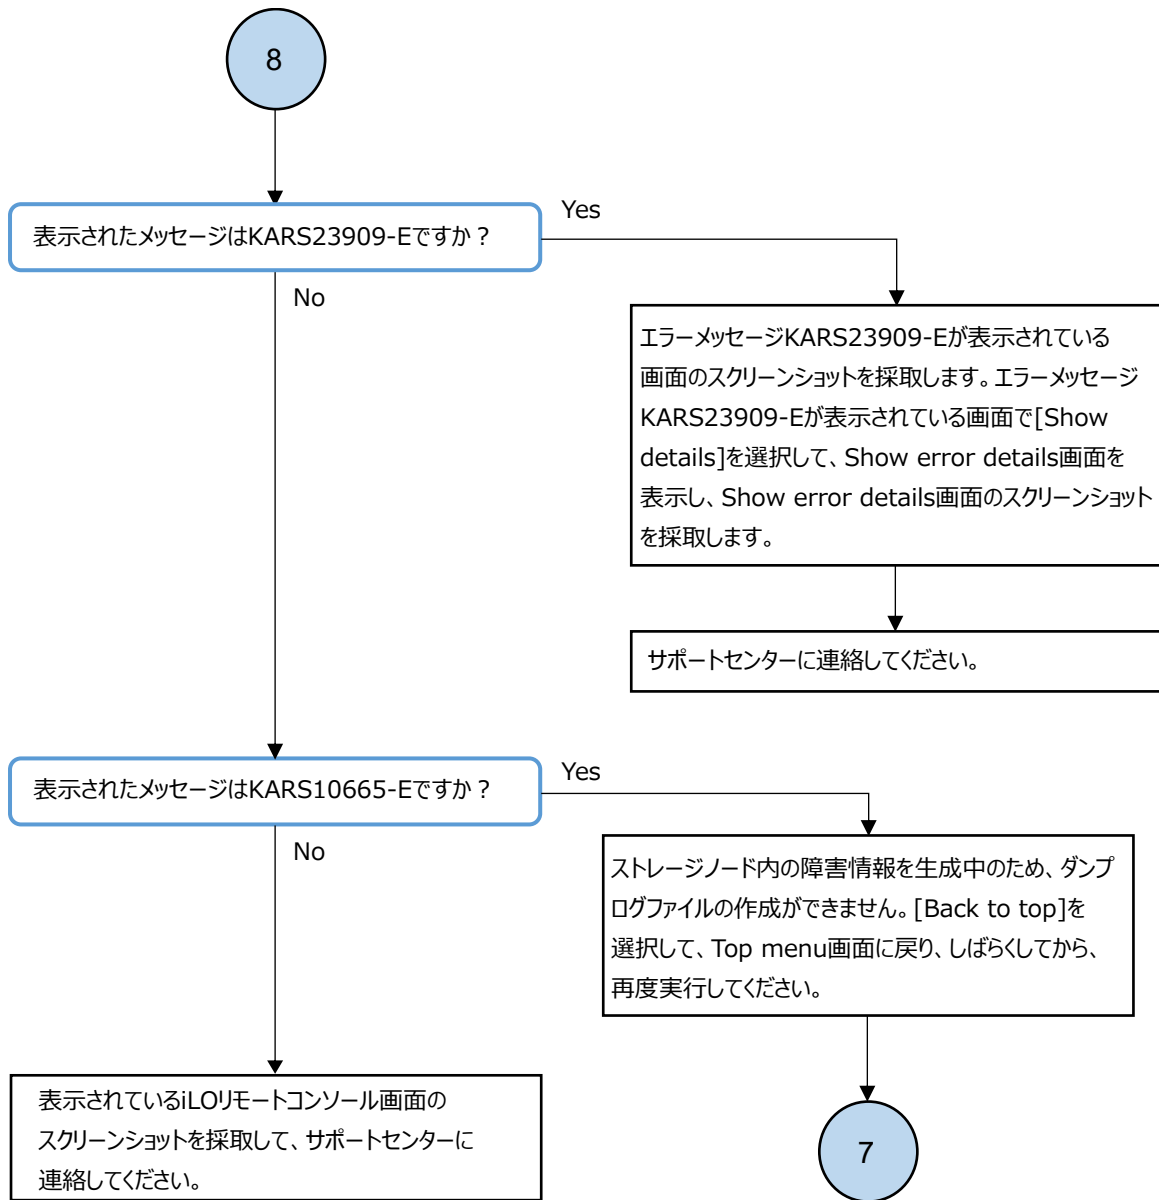 8
表示されたメッセージはKARS23909-Eですか？
Yes
No
エラーメッセージKARS23909-Eが表示されている
画面のスクリーンショットを採取します。エラーメッセージ
KARS23909-Eが表示されている画面で[Show
details]を選択して、Show error details画面を
表示し、Show error details画面のスクリーンショット
を採取します。
サポートセンターに連絡してください。
表示されたメッセージはKARS10665-Eですか？
Yes
No
ストレージノード内の障害情報を生成中のため、ダンプ
ログファイルの作成ができません。[Back to top]を
選択して、Top menu画面に戻り、しばらくしてから、
再度実行してください。
表示されているiLOリモートコンソール画面の
スクリーンショットを採取して、サポートセンターに
連絡してください。
7